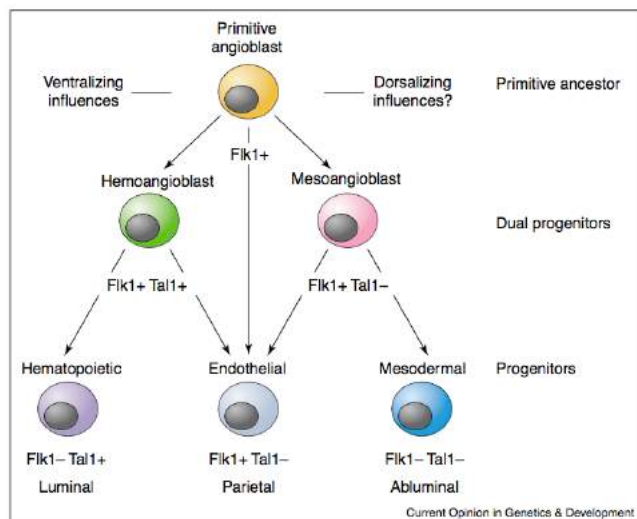 Primitive
angioblast
Ventralizing
influences
Dorsalizing
influences?
Primitive ancestor
Flk1+
Hemoangioblast
Mesoangioblast
Dual progenitors
Flk1+ Tal1+
Flk1+ Tal1–
Hematopoietic
Endothelial
Mesodermal
Progenitors
Flk1– Tal1+
Flk1+ Tal1–
Flk1– Tal1–
Luminal
Parietal
Abluminal
Current Opinion in Genetics & Development